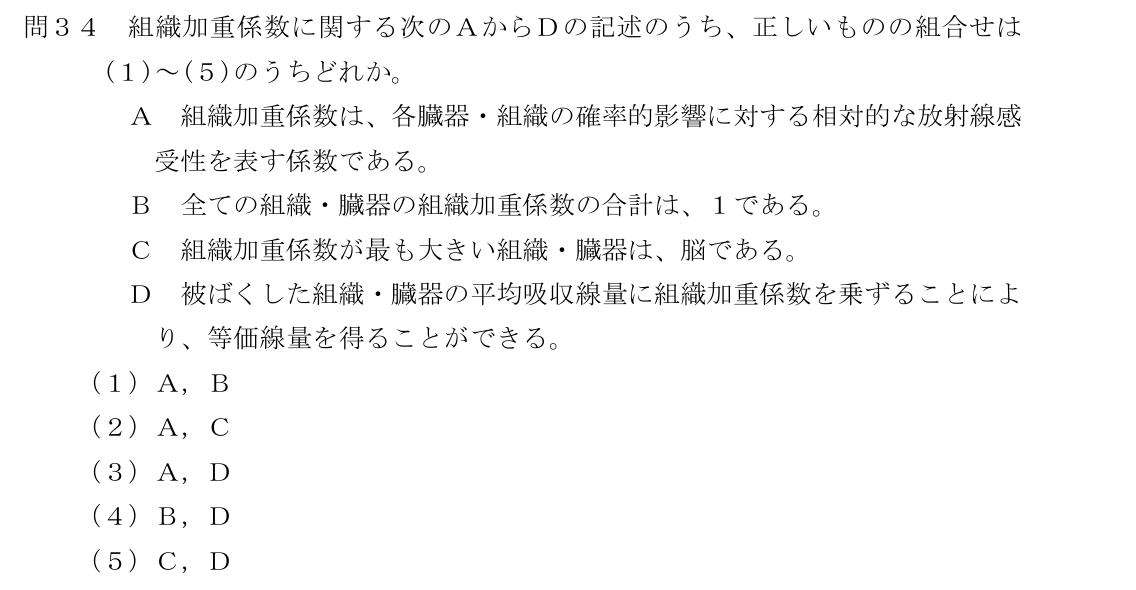 問34　組織加重係数に関する次のAからDの記述のうち、正しいものの組合せは
(1)～(5)のうちどれか。
A　組織加重係数は、各臓器・組織の確率的影響に対する相対的な放射線感
受性を表す係数である。
B　全ての組織・臓器の組織加重係数の合計は、1である。
C　組織加重係数が最も大きい組織・臓器は、脳である。
D　被ばくした組織・臓器の平均吸収線量に組織加重係数を乗ずることによ
り、等価線量を得ることができる。
(1) A, B
(2) A, C
(3) A, D
(4) B, D
(5) C, D